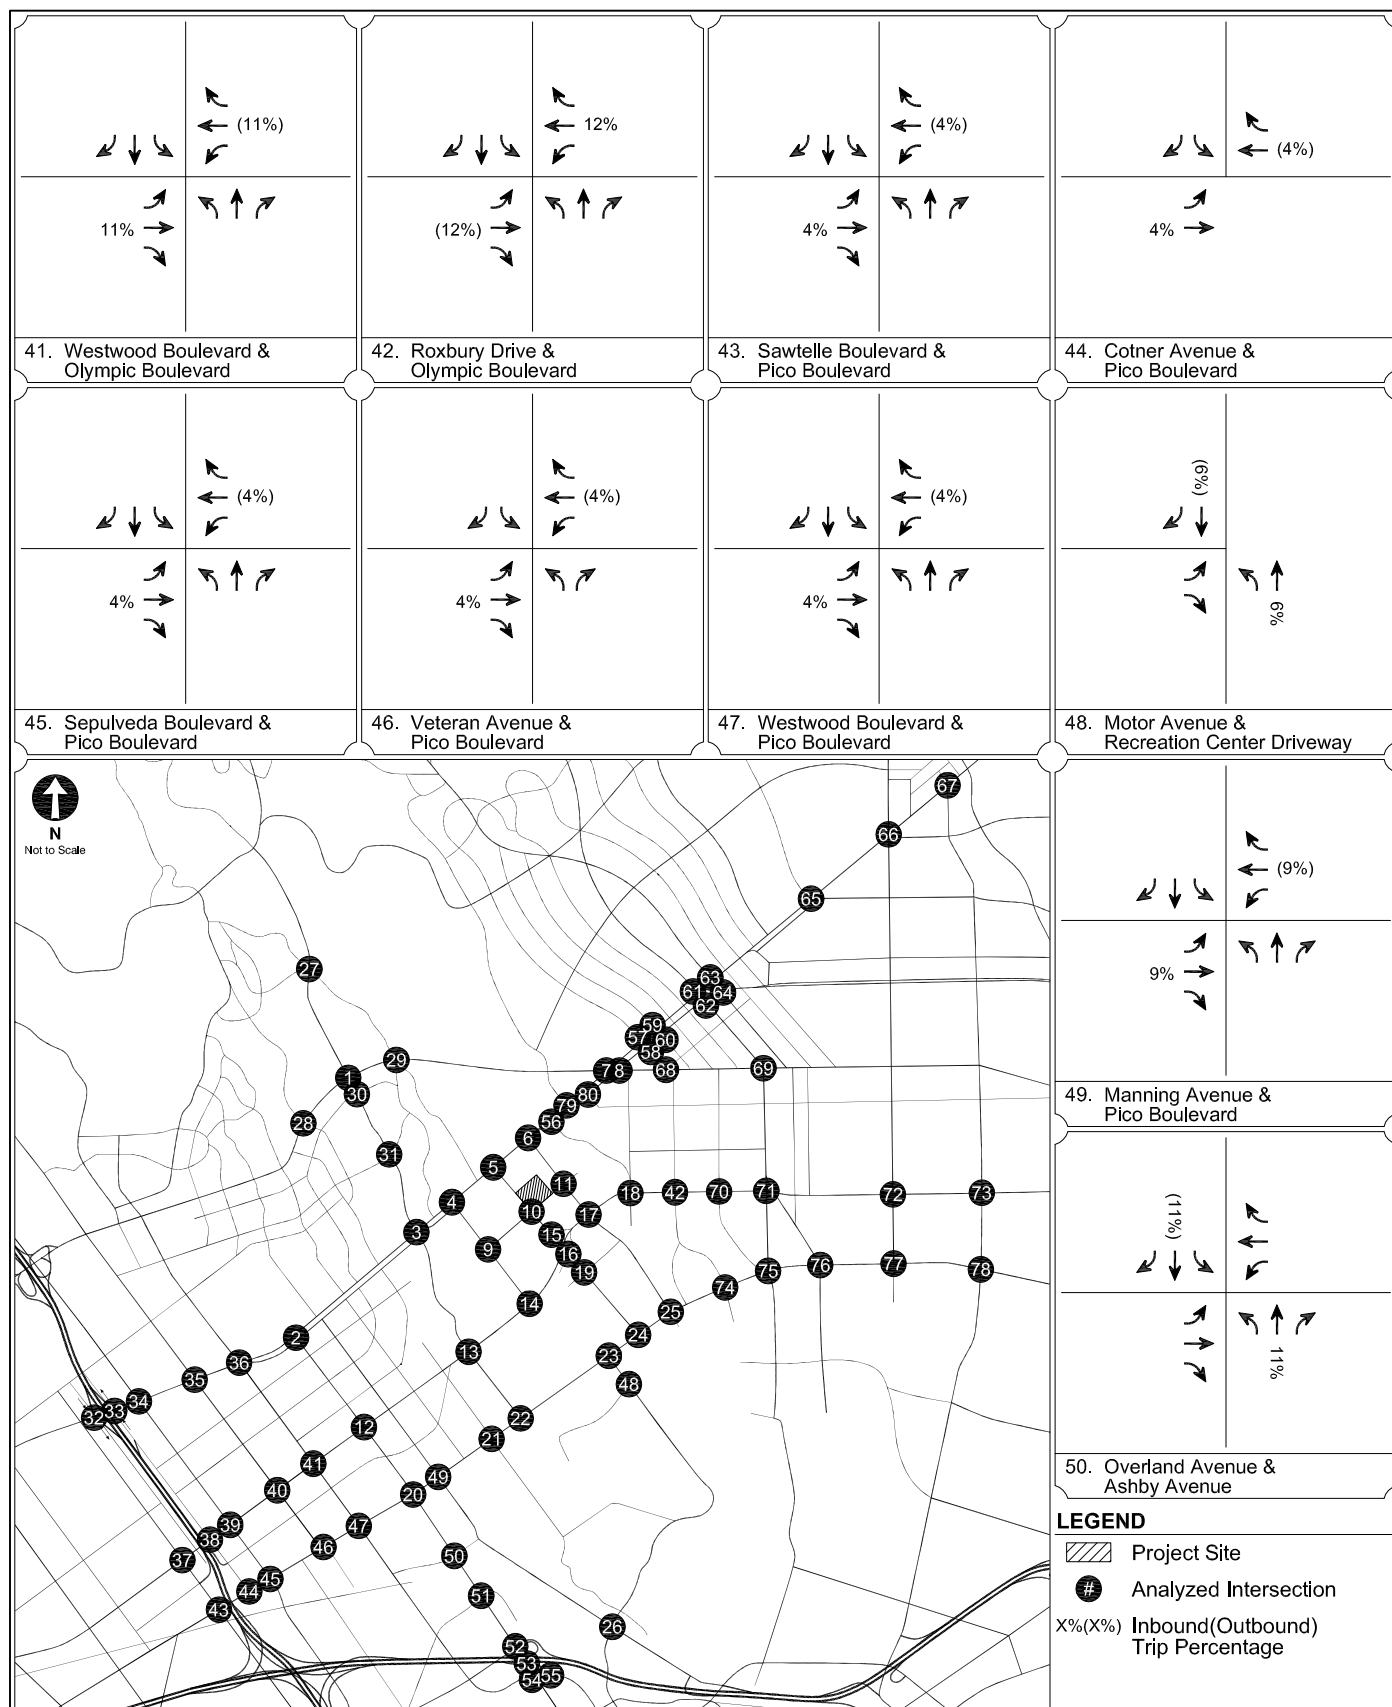 (11%)
11%
41. Westwood Boulevard &
Olympic Boulevard
12%
(12%)
42. Roxbury Drive &
Olympic Boulevard
(4%)
4%
43. Sawtelle Boulevard &
Pico Boulevard
(4%)
4%
44. Cotner Avenue &
Pico Boulevard
(4%)
4%
45. Sepulveda Boulevard &
Pico Boulevard
(4%)
4%
46. Veteran Avenue &
Pico Boulevard
(4%)
4%
47. Westwood Boulevard &
Pico Boulevard
(6%)
6%
48. Motor Avenue &
Recreation Center Driveway
N
Not to Scale
67
66
65
27
63
61 64
62
59
57 60
58
29
1
7 8 68 69
30
80
79
28
56
6
31
5
11
4
18 42 70 71 72 73
10
17
3
15
9
16
19
75 76 77 78
74
14
25
2
24
13
23
36
35
48
34
33
32
22
12
21
41
49
40
20
39
47
38
46
37
50
45
44
51
43
26
52
53
54 55
(9%)
9%
49. Manning Avenue &
Pico Boulevard
(11%)
11%
50. Overland Avenue &
Ashby Avenue
LEGEND
Project Site
# Analyzed Intersection
X%(X%) Inbound(Outbound)
Trip Percentage